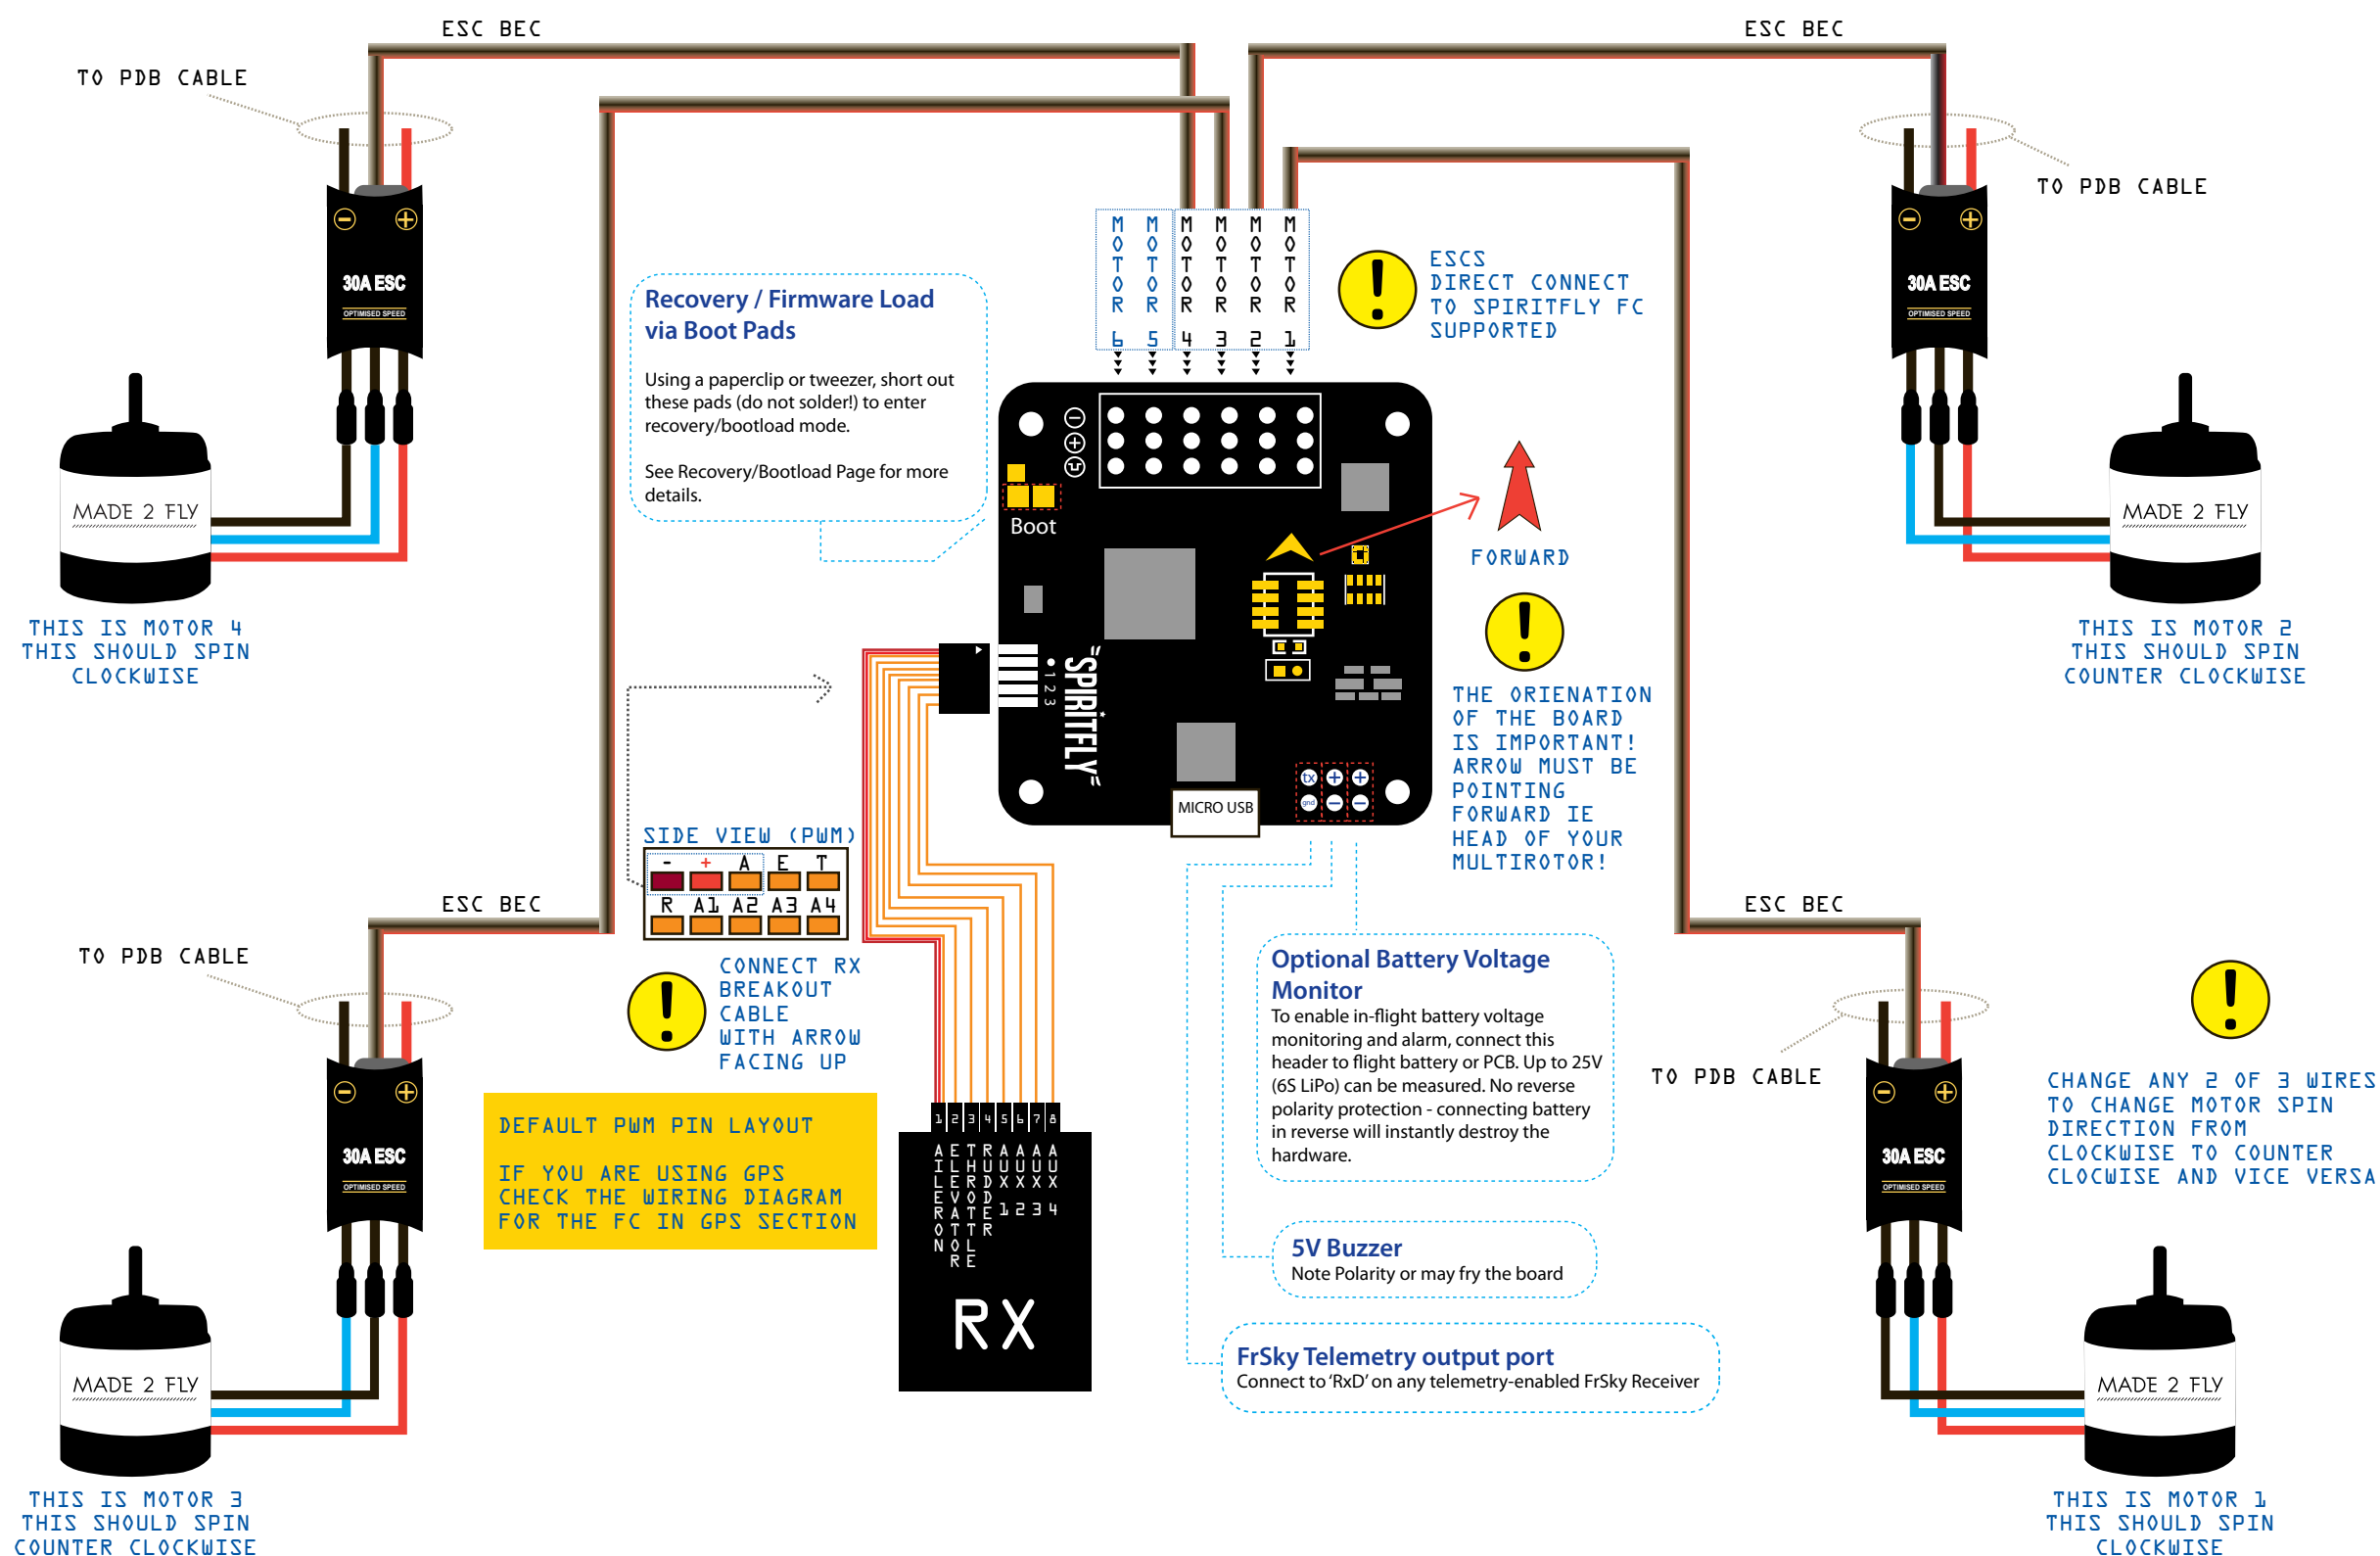 ESC BEC
ESC BEC
TO PDB CABLE
TO PDB CABLE
30A ESC
OPTIMISED SPEED
30A ESC
OPTIMISED SPEED
MOTOR 6
MOTOR 5
MOTOR 4
MOTOR 3
MOTOR 2
MOTOR 1
ESCS
DIRECT CONNECT
TO SPIRITFLY FC
SUPPORTED
Recovery / Firmware Load
via Boot Pads
Using a paperclip or tweezer, short out
these pads (do not solder!) to enter
recovery/bootload mode.
See Recovery/Bootload Page for more
details.
MADE 2 FLY
THIS IS MOTOR 4
THIS SHOULD SPIN
CLOCKWISE
MADE 2 FLY
THIS IS MOTOR 2
THIS SHOULD SPIN
COUNTER CLOCKWISE
Boot
FORWARD
THE ORIENATION
OF THE BOARD
IS IMPORTANT!
ARROW MUST BE
POINTING
FORWARD IE
HEAD OF YOUR
MULTIROTOR!
1 2 3
"SPIRITFLY"
tx + +
gnd − −
MICRO USB
SIDE VIEW (PWM)
- + A E T
R A1 A2 A3 A4
CONNECT RX
BREAKOUT
CABLE
WITH ARROW
FACING UP
DEFAULT PWM PIN LAYOUT
IF YOU ARE USING GPS
CHECK THE WIRING DIAGRAM
FOR THE FC IN GPS SECTION
1 2 3 4 5 6 7 8
AILERON
ELEVATOR
THROTTLE
RUDDER
AUX 1
AUX 2
AUX 3
AUX 4
RX
Optional Battery Voltage
Monitor
To enable in-flight battery voltage
monitoring and alarm, connect this
header to flight battery or PCB. Up to 25V
(6S LiPo) can be measured. No reverse
polarity protection - connecting battery
in reverse will instantly destroy the
hardware.
5V Buzzer
Note Polarity or may fry the board
FrSky Telemetry output port
Connect to 'RxD' on any telemetry-enabled FrSky Receiver
ESC BEC
TO PDB CABLE
30A ESC
OPTIMISED SPEED
MADE 2 FLY
THIS IS MOTOR 3
THIS SHOULD SPIN
COUNTER CLOCKWISE
ESC BEC
TO PDB CABLE
30A ESC
OPTIMISED SPEED
CHANGE ANY 2 OF 3 WIRES
TO CHANGE MOTOR SPIN
DIRECTION FROM
CLOCKWISE TO COUNTER
CLOCWISE AND VICE VERSA
MADE 2 FLY
THIS IS MOTOR 1
THIS SHOULD SPIN
CLOCKWISE